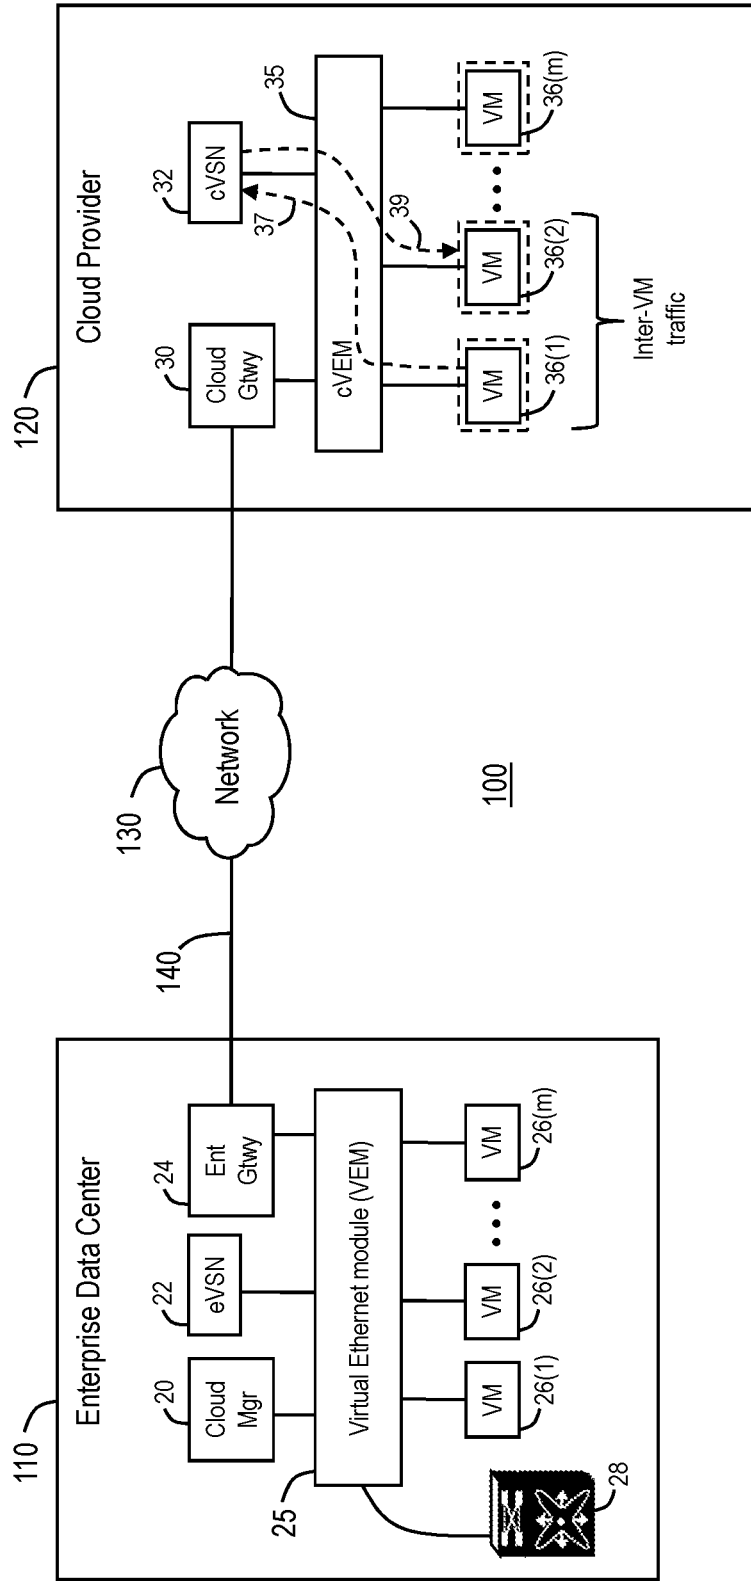 110
Enterprise Data Center
20
Cloud
Mgr
22
eVSN
24
Ent
Gtwy
25
Virtual Ethernet module (VEM)
VM
26(1)
VM
26(2)
VM
26(m)
28
140
130
Network
100
120
Cloud Provider
30
Cloud
Gtwy
32
cVSN
35
cVEM
37
39
VM
36(1)
VM
36(2)
VM
36(m)
Inter-VM
traffic